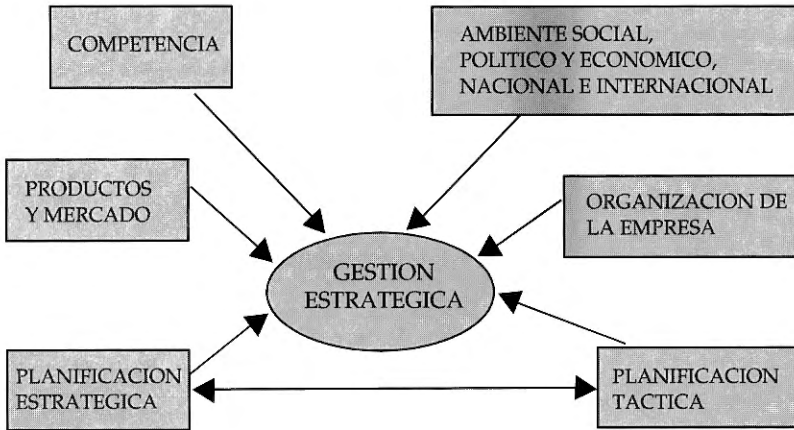 COMPETENCIA
AMBIENTE SOCIAL,
POLITICO Y ECONOMICO,
NACIONAL E INTERNACIONAL
PRODUCTOS
Y MERCADO
ORGANIZACION DE
LA EMPRESA
GESTION
ESTRATEGICA
PLANIFICACION
ESTRATEGICA
PLANIFICACION
TACTICA